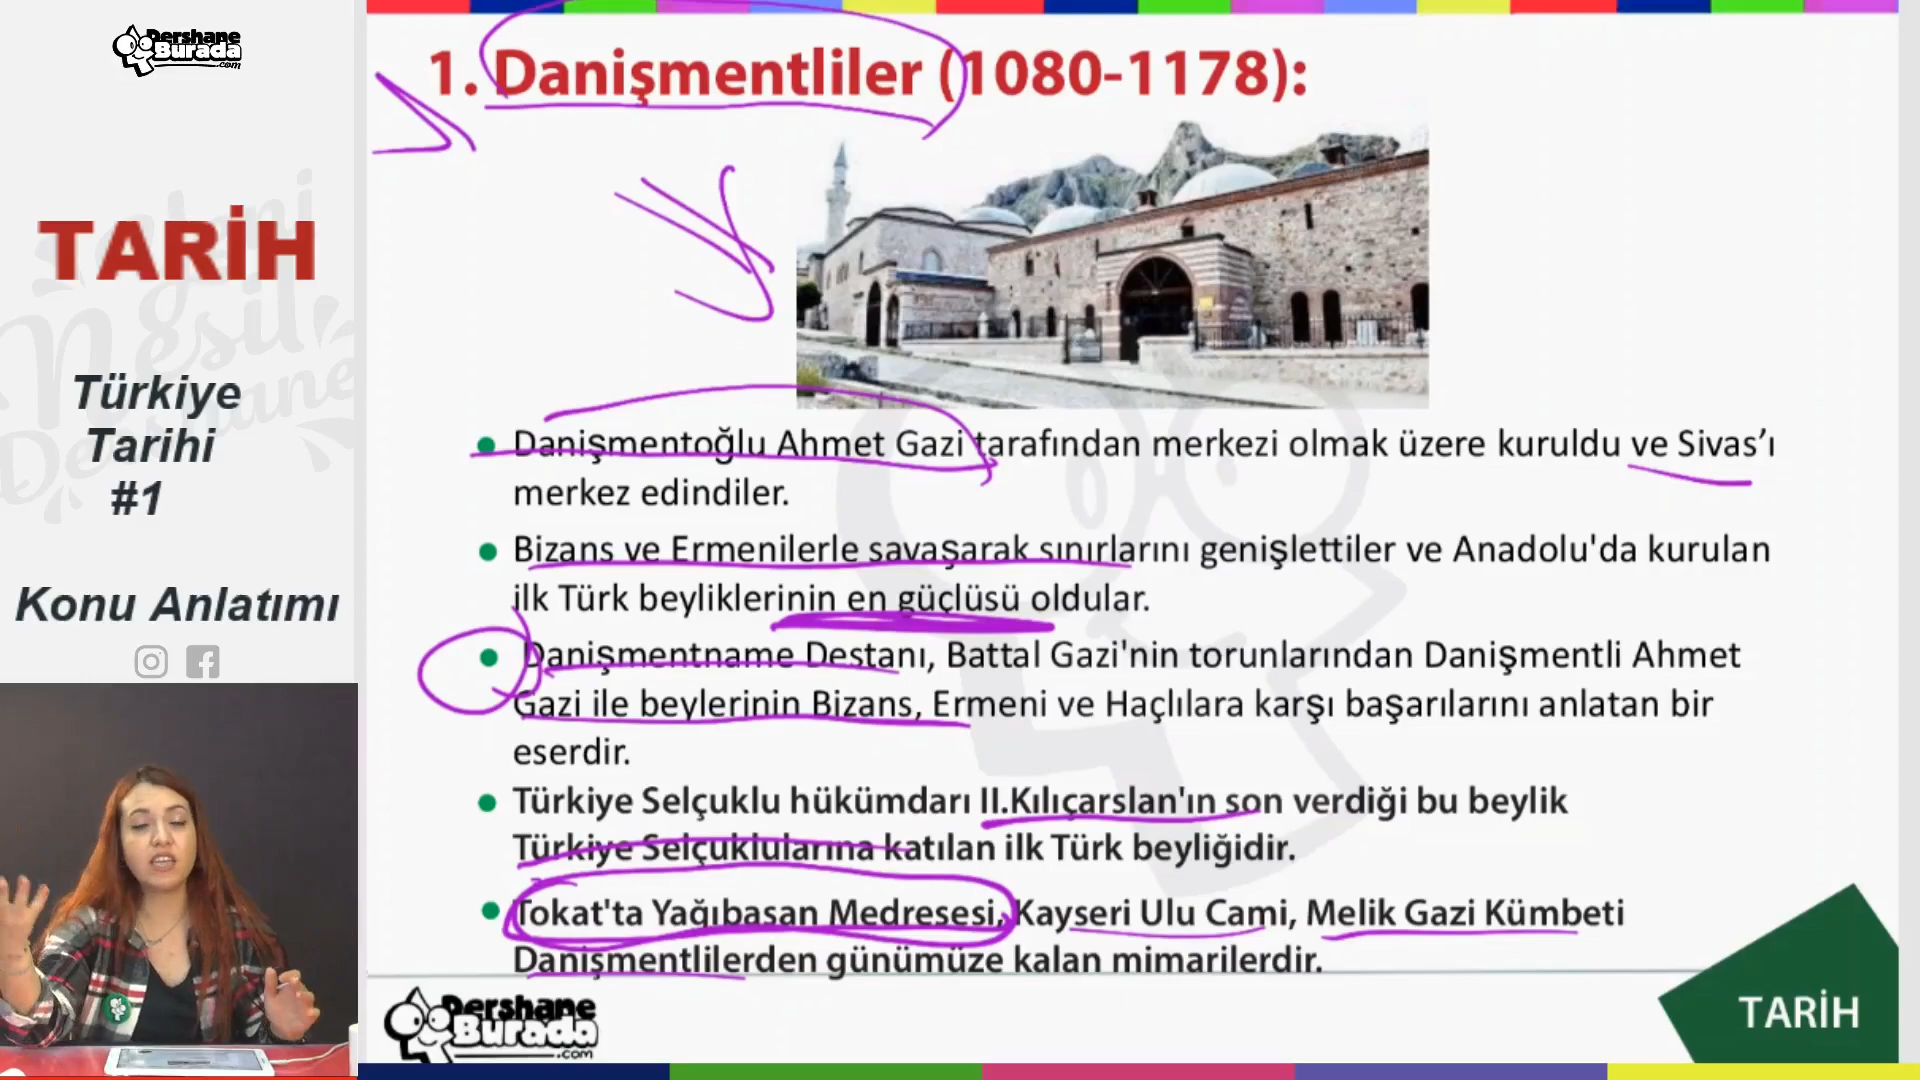 Dershane
Burada
.com
TARİH
Türkiye
Tarihi
#1
Konu Anlatımı
Yeni
Nesil
Dershane
1. Danişmentliler (1080-1178):
Danişmentoğlu Ahmet Gazi tarafından merkezi olmak üzere kuruldu ve Sivas’ı
merkez edindiler.
Bizans ve Ermenilerle savaşarak sınırlarını genişlettiler ve Anadolu'da kurulan
ilk Türk beyliklerinin en güçlüsü oldular.
Danişmentname Destanı, Battal Gazi'nin torunlarından Danişmentli Ahmet
Gazi ile beylerinin Bizans, Ermeni ve Haçlılara karşı başarılarını anlatan bir
eserdir.
Türkiye Selçuklu hükümdarı II.Kılıçarslan'ın son verdiği bu beylik
Türkiye Selçuklularına katılan ilk Türk beyliğidir.
Tokat'ta Yağıbasan Medresesi, Kayseri Ulu Cami, Melik Gazi Kümbeti
Danişmentlilerden günümüze kalan mimarilerdir.
Dershane
Burada
.com
TARİH